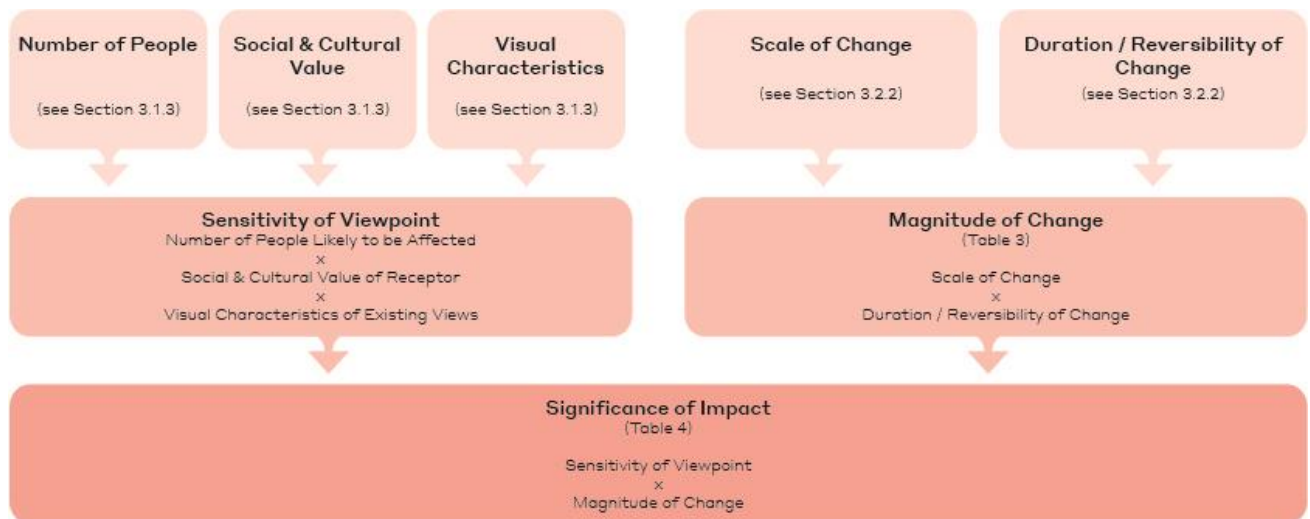 Number of People
(see Section 3.1.3)
Social & Cultural
Value
(see Section 3.1.3)
Visual
Characteristics
(see Section 3.1.3)
Scale of Change
(see Section 3.2.2)
Duration / Reversibility of
Change
(see Section 3.2.2)
Sensitivity of Viewpoint
Number of People Likely to be Affected
x
Social & Cultural Value of Receptor
x
Visual Characteristics of Existing Views
Magnitude of Change
(Table 3)
Scale of Change
x
Duration / Reversibility of Change
Significance of Impact
(Table 4)
Sensitivity of Viewpoint
x
Magnitude of Change